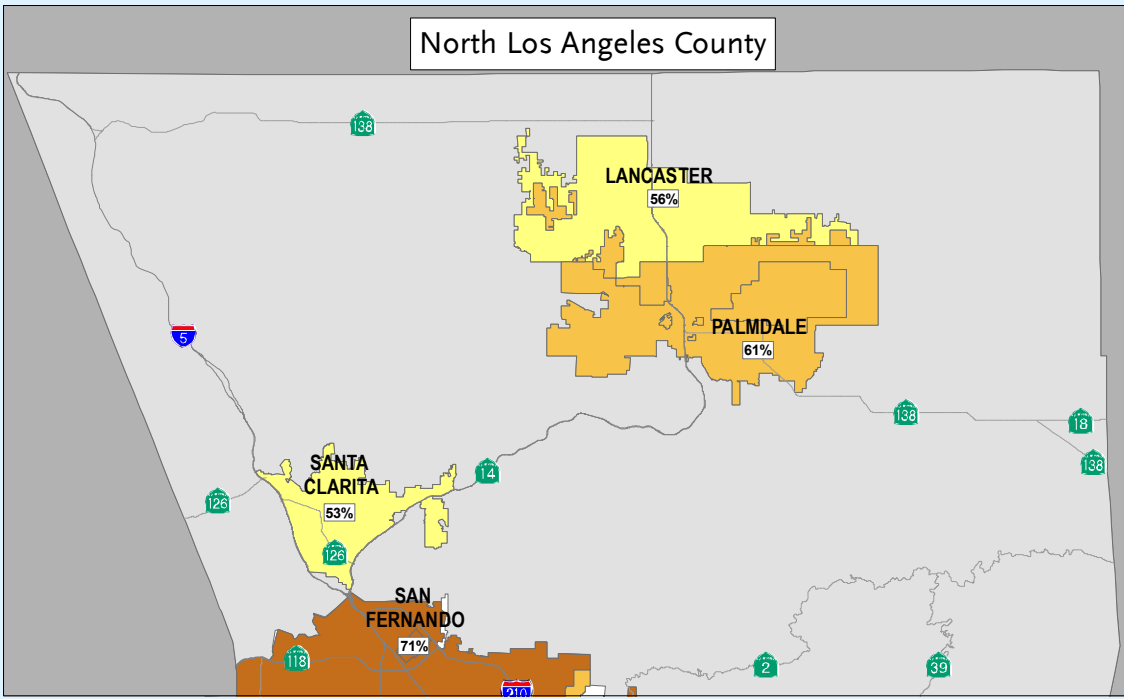 North Los Angeles County
138
LANCASTER
56%
5
PALMDALE
61%
138
18
138
SANTA
CLARITA
53%
14
126
126
SAN
FERNANDO
71%
118
2
39
210